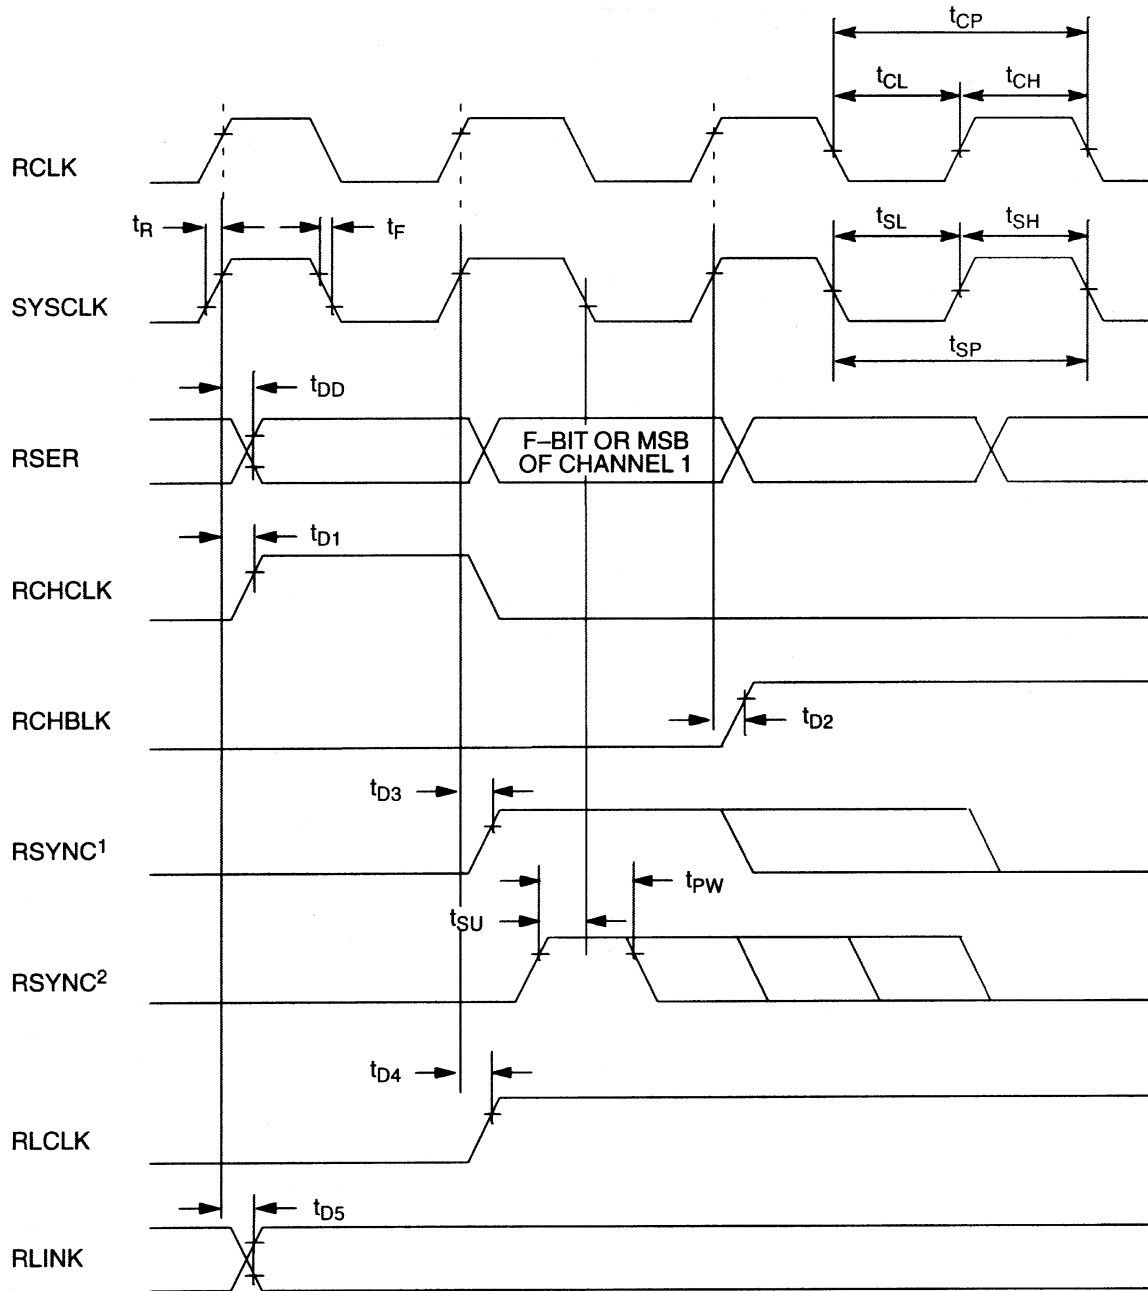 tCP
tCL tCH
RCLK
tR tF tSL tSH
SYSCLK
tSP
tDD
RSER F–BIT OR MSB
OF CHANNEL 1
tD1
RCHCLK
RCHBLK tD2
tD3
RSYNC1
tPW
tSU
RSYNC2
tD4
RLCLK
tD5
RLINK